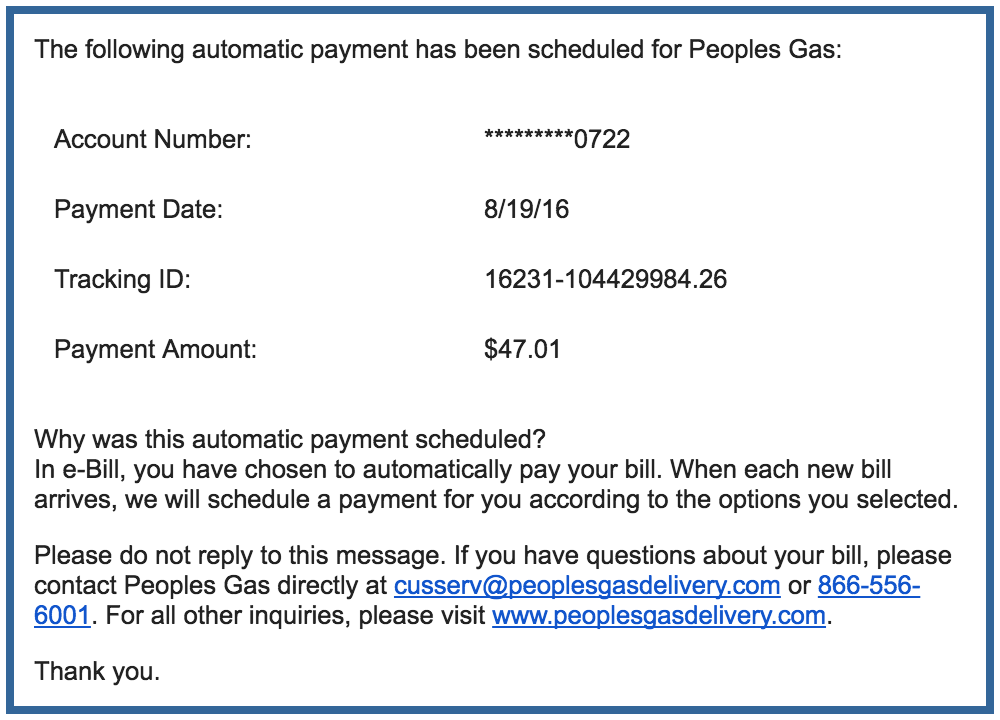 The following automatic payment has been scheduled for Peoples Gas:
Account Number: *********0722
Payment Date: 8/19/16
Tracking ID: 16231-104429984.26
Payment Amount: $47.01
Why was this automatic payment scheduled?
In e-Bill, you have chosen to automatically pay your bill. When each new bill
arrives, we will schedule a payment for you according to the options you selected.
Please do not reply to this message. If you have questions about your bill, please
contact Peoples Gas directly at cusserv@peoplesgasdelivery.com or 866-556-
6001. For all other inquiries, please visit www.peoplesgasdelivery.com.
Thank you.